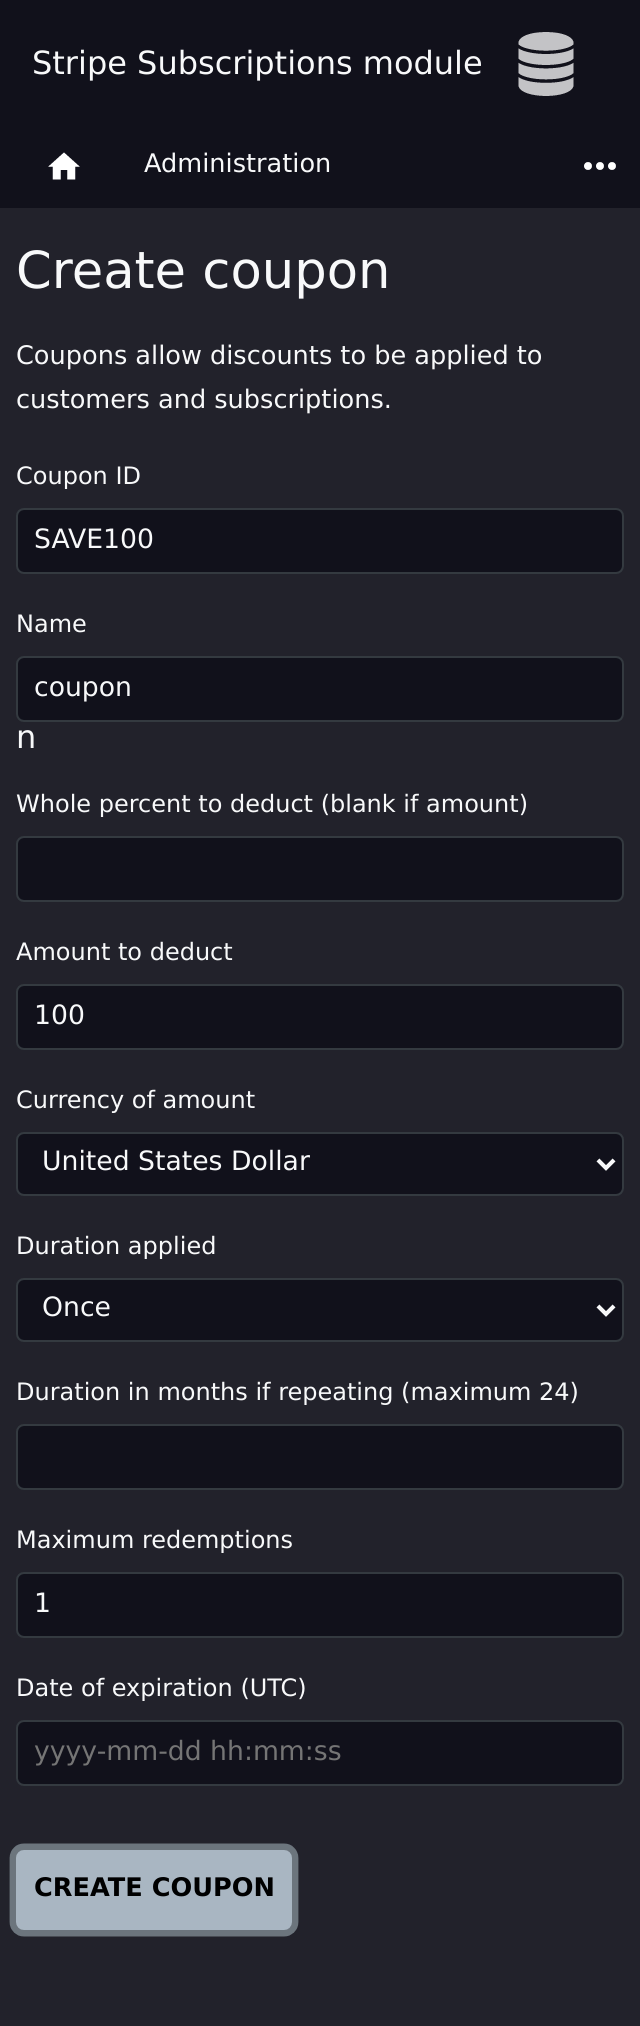 Stripe Subscriptions module
Administration
Create coupon
Coupons allow discounts to be applied to
customers and subscriptions.
Coupon ID
SAVE100
Name
coupon
n
Whole percent to deduct (blank if amount)
Amount to deduct
100
Currency of amount
United States Dollar
Duration applied
Once
Duration in months if repeating (maximum 24)
Maximum redemptions
1
Date of expiration (UTC)
yyyy-mm-dd hh:mm:ss
CREATE COUPON